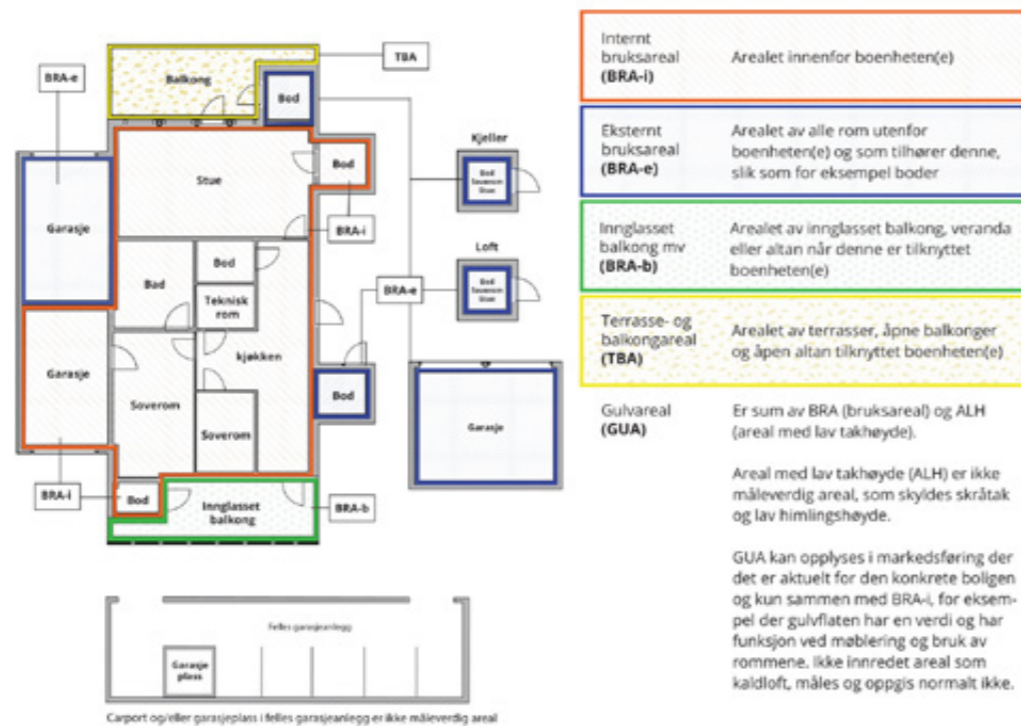 TBA
BRA-e
Balkong
Bod
Kjeller
Bod
Soverom
Stue
Stue
Bod
Garasje
BRA-i
Loft
Bod
Bad
Bod
Soverom
Stue
BRA-e
Teknisk
rom
Garasje
kjøkken
Soverom
Bod
Garasje
Soverom
BRA-i
Bod
Innglasset
balkong
BRA-b
Felles garasjeanlegg
Garasje
plass
Carport og/eller garasjeplass i felles garasjeanlegg er ikke måleverdig areal
Internt
bruksareal
(BRA-i)
Arealet innenfor boenheten(e)
Eksternt
bruksareal
(BRA-e)
Arealet av alle rom utenfor
boenheten(e) og som tilhører denne,
slik som for eksempel boder
Innglasset
balkong mv
(BRA-b)
Arealet av innglasset balkong, veranda
eller altan når denne er tilknyttet
boenheten(e)
Terrasse- og
balkongareal
(TBA)
Arealet av terrasser, åpne balkonger
og åpen altan tilknyttet boenheten(e)
Gulvareal
(GUA)
Er sum av BRA (bruksareal) og ALH
(areal med lav takhøyde).
Areal med lav takhøyde (ALH) er ikke
måleverdig areal, som skyldes skråtak
og lav himlingshøyde.
GUA kan opplyses i markedsføring der
det er aktuelt for den konkrete boligen
og kun sammen med BRA-i, for eksem-
pel der gulvflaten har en verdi og har
funksjon ved møblering og bruk av
rommene. Ikke innredet areal som
kaldloft, måles og oppgis normalt ikke.